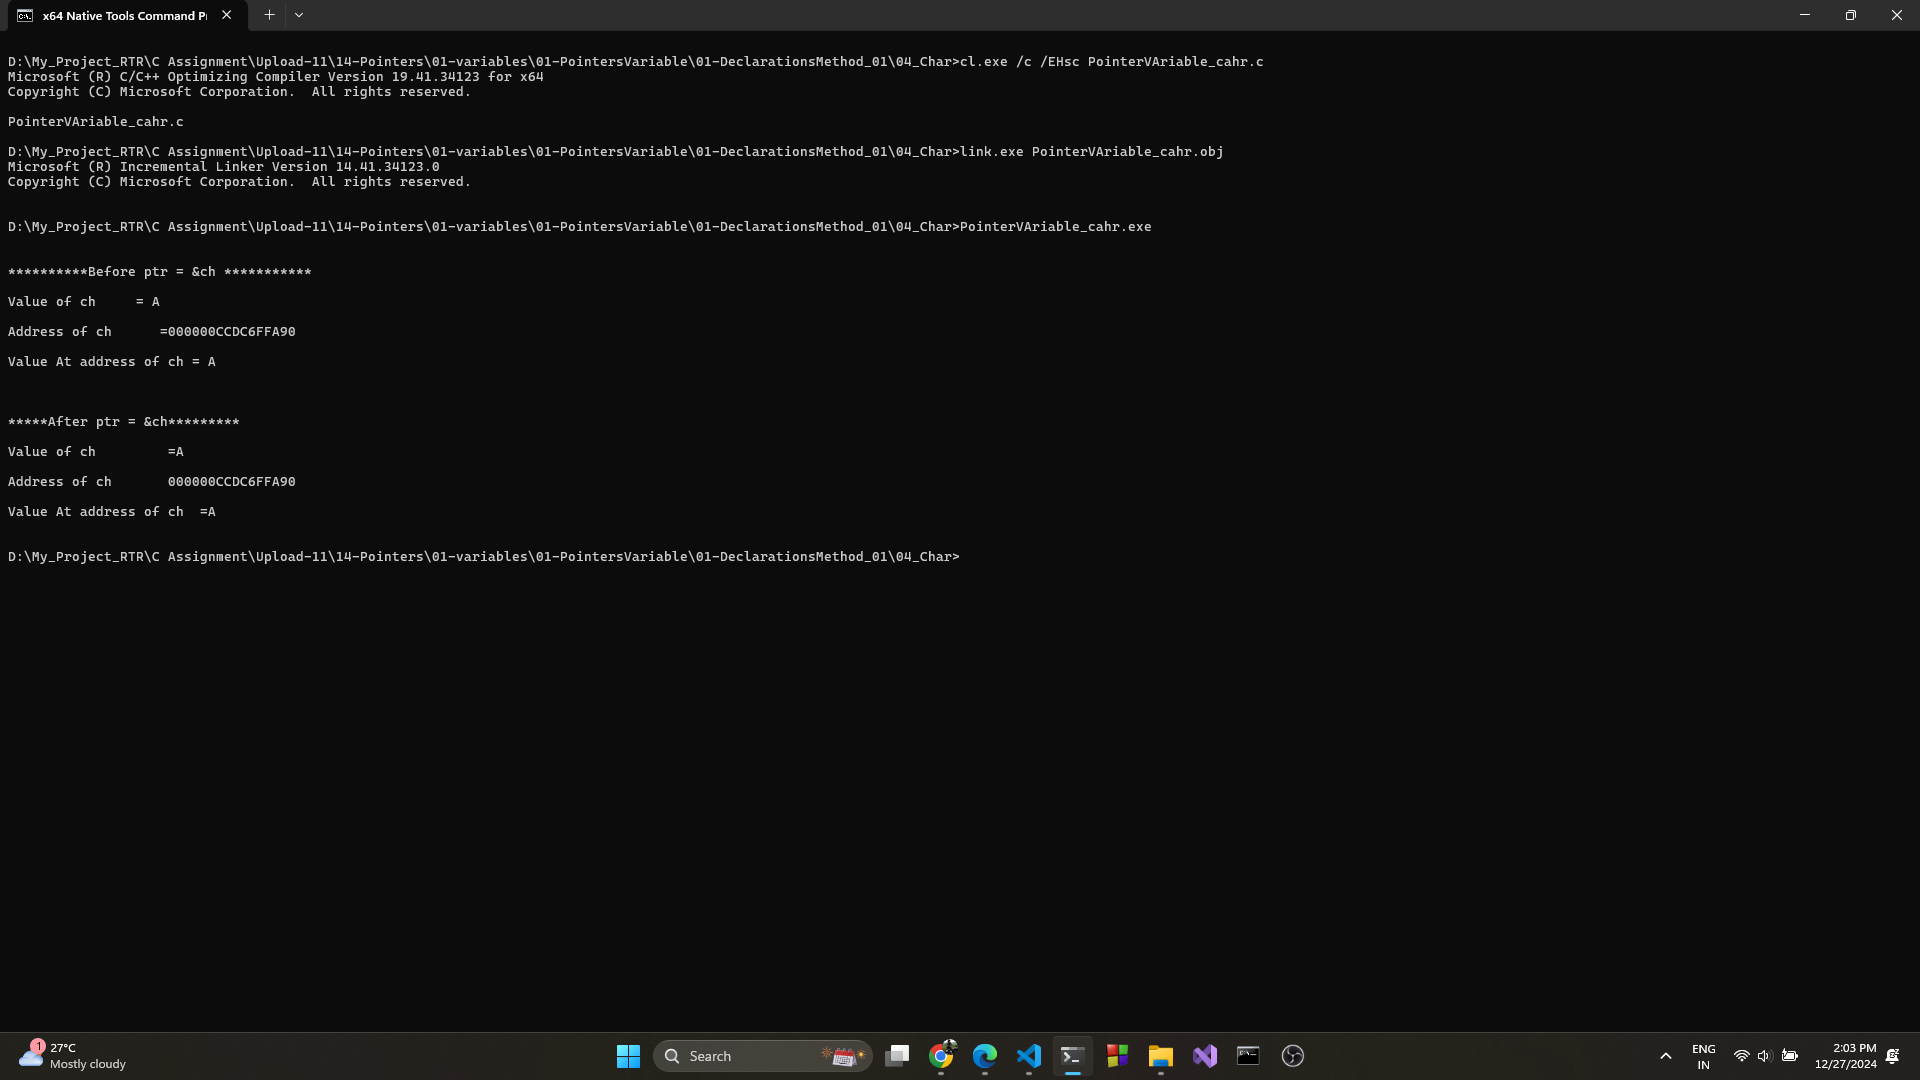 x64 Native Tools Command P
D:\My_Project_RTR\C Assignment\Upload-11\14-Pointers\01-variables\01-PointersVariable\01-DeclarationsMethod_01\04_Char>cl.exe /c /EHsc PointerVAriable_cahr.c
Microsoft (R) C/C++ Optimizing Compiler Version 19.41.34123 for x64
Copyright (C) Microsoft Corporation.  All rights reserved.
PointerVAriable_cahr.c
D:\My_Project_RTR\C Assignment\Upload-11\14-Pointers\01-variables\01-PointersVariable\01-DeclarationsMethod_01\04_Char>link.exe PointerVAriable_cahr.obj
Microsoft (R) Incremental Linker Version 14.41.34123.0
Copyright (C) Microsoft Corporation.  All rights reserved.
D:\My_Project_RTR\C Assignment\Upload-11\14-Pointers\01-variables\01-PointersVariable\01-DeclarationsMethod_01\04_Char>PointerVAriable_cahr.exe
**********Before ptr = &ch ***********
Value of ch     = A
Address of ch      =000000CCDC6FFA90
Value At address of ch = A
*****After ptr = &ch*********
Value of ch         =A
Address of ch       000000CCDC6FFA90
Value At address of ch  =A
D:\My_Project_RTR\C Assignment\Upload-11\14-Pointers\01-variables\01-PointersVariable\01-DeclarationsMethod_01\04_Char>
1
27°C
Mostly cloudy
Search
ENG
IN
2:03 PM
12/27/2024